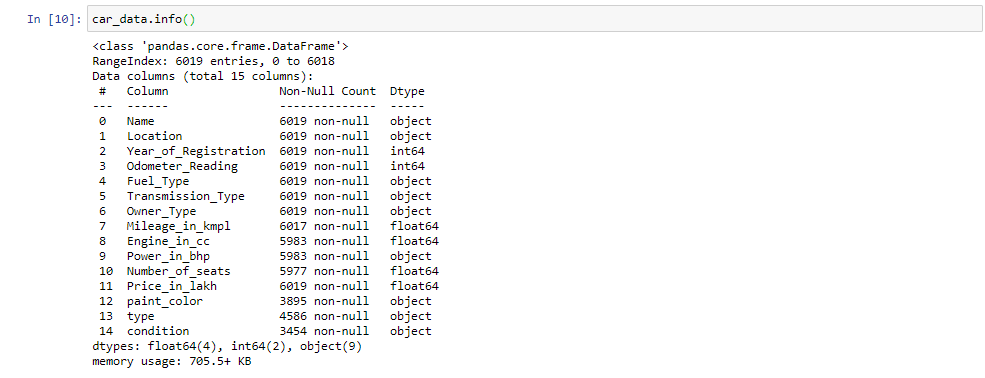 In [10]: car_data.info()
<class 'pandas.core.frame.DataFrame'>
RangeIndex: 6019 entries, 0 to 6018
Data columns (total 15 columns):
 #   Column                Non-Null Count  Dtype
---  ------                --------------  -----
 0   Name                  6019 non-null   object
 1   Location              6019 non-null   object
 2   Year_of_Registration  6019 non-null   int64
 3   Odometer_Reading      6019 non-null   int64
 4   Fuel_Type             6019 non-null   object
 5   Transmission_Type     6019 non-null   object
 6   Owner_Type            6019 non-null   object
 7   Mileage_in_kmpl       6017 non-null   float64
 8   Engine_in_cc          5983 non-null   float64
 9   Power_in_bhp          5983 non-null   object
 10  Number_of_seats       5977 non-null   float64
 11  Price_in_lakh         6019 non-null   float64
 12  paint_color           3895 non-null   object
 13  type                  4586 non-null   object
 14  condition             3454 non-null   object
dtypes: float64(4), int64(2), object(9)
memory usage: 705.5+ KB